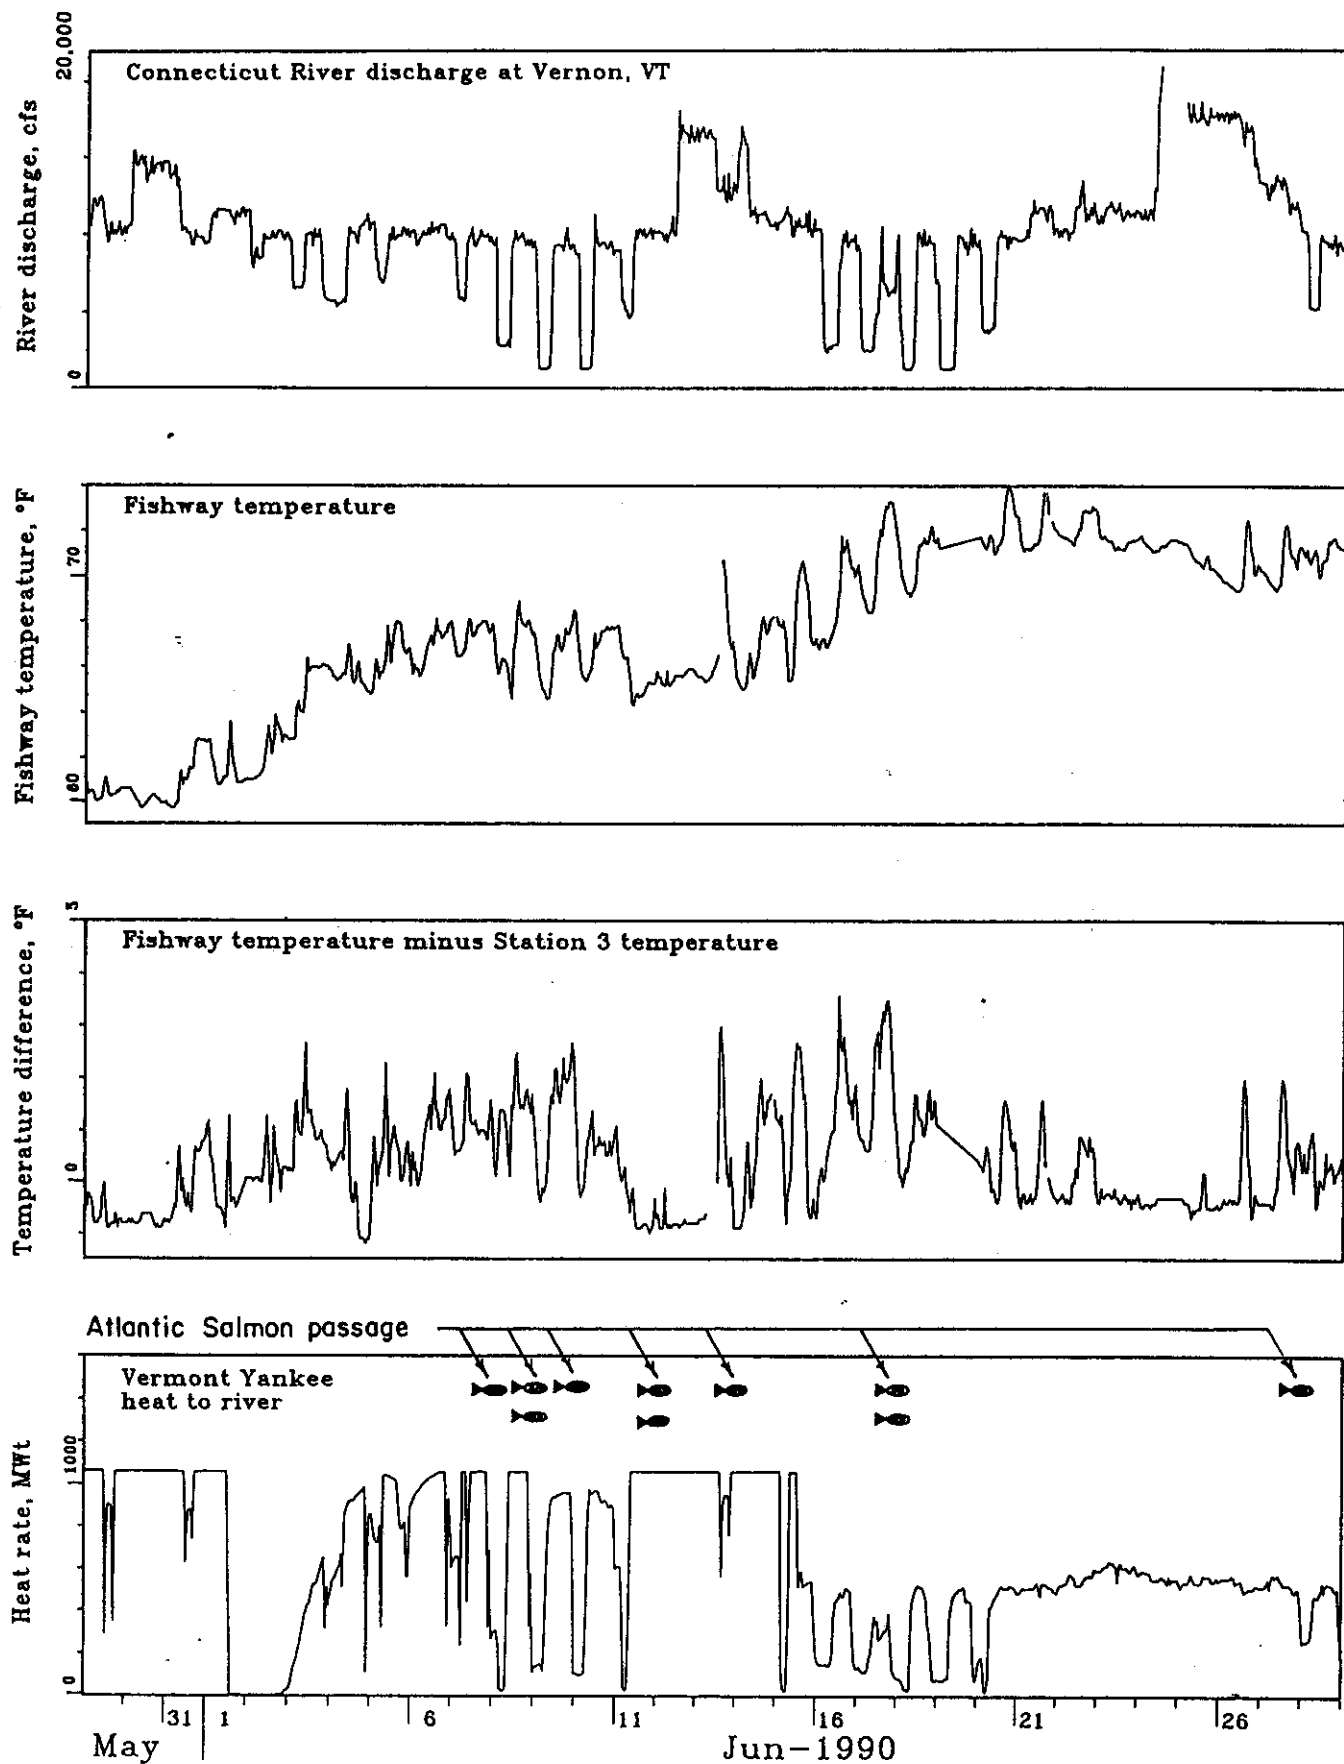 20,000
Connecticut River discharge at Vernon, VT
River discharge, cfs
0
Fishway temperature
Fishway temperature, °F
70
60
5
Fishway temperature minus Station 3 temperature
Temperature difference, °F
0
Atlantic Salmon passage
Vermont Yankee
heat to river
Heat rate, MWt
1000
0
31 1 6 11 16 21 26
May Jun-1990